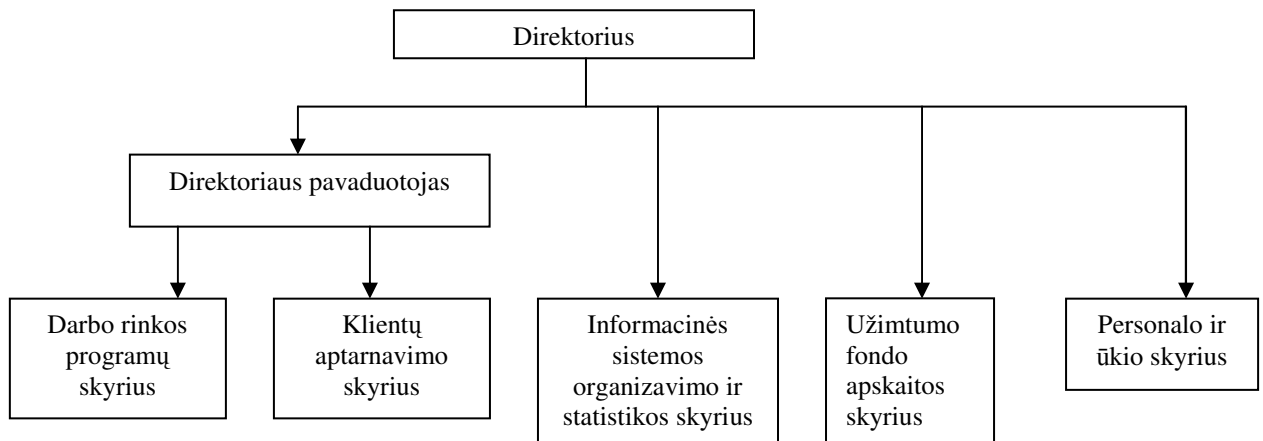 Direktorius
Direktoriaus pavaduotojas
Darbo rinkos
programų
skyrius
Klientų
aptarnavimo
skyrius
Informacinės
sistemos
organizavimo ir
statistikos skyrius
Užimtumo
fondo
apskaitos
skyrius
Personalo ir
ūkio skyrius